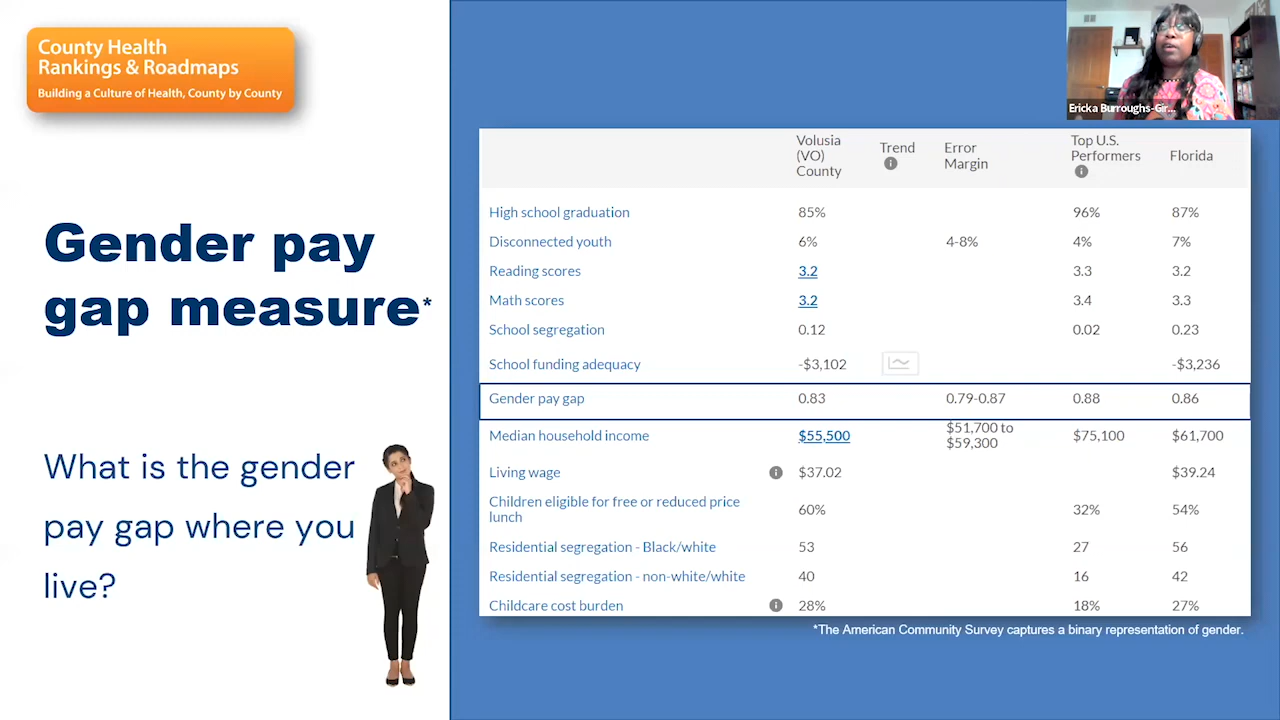 County Health
Rankings & Roadmaps
Building a Culture of Health, County by County
Gender pay
gap measure*
What is the gender
pay gap where you
live?
Ericka Burroughs-Gir...
Volusia (VO) County Trend Error Margin Top U.S. Performers Florida
High school graduation 85% 96% 87%
Disconnected youth 6% 4-8% 4% 7%
Reading scores 3.2 3.3 3.2
Math scores 3.2 3.4 3.3
School segregation 0.12 0.02 0.23
School funding adequacy -$3,102 -$3,236
Gender pay gap 0.83 0.79-0.87 0.88 0.86
Median household income $55,500 $51,700 to $59,300 $75,100 $61,700
Living wage $37.02 $39.24
Children eligible for free or reduced price lunch 60% 32% 54%
Residential segregation - Black/white 53 27 56
Residential segregation - non-white/white 40 16 42
Childcare cost burden 28% 18% 27%
*The American Community Survey captures a binary representation of gender.